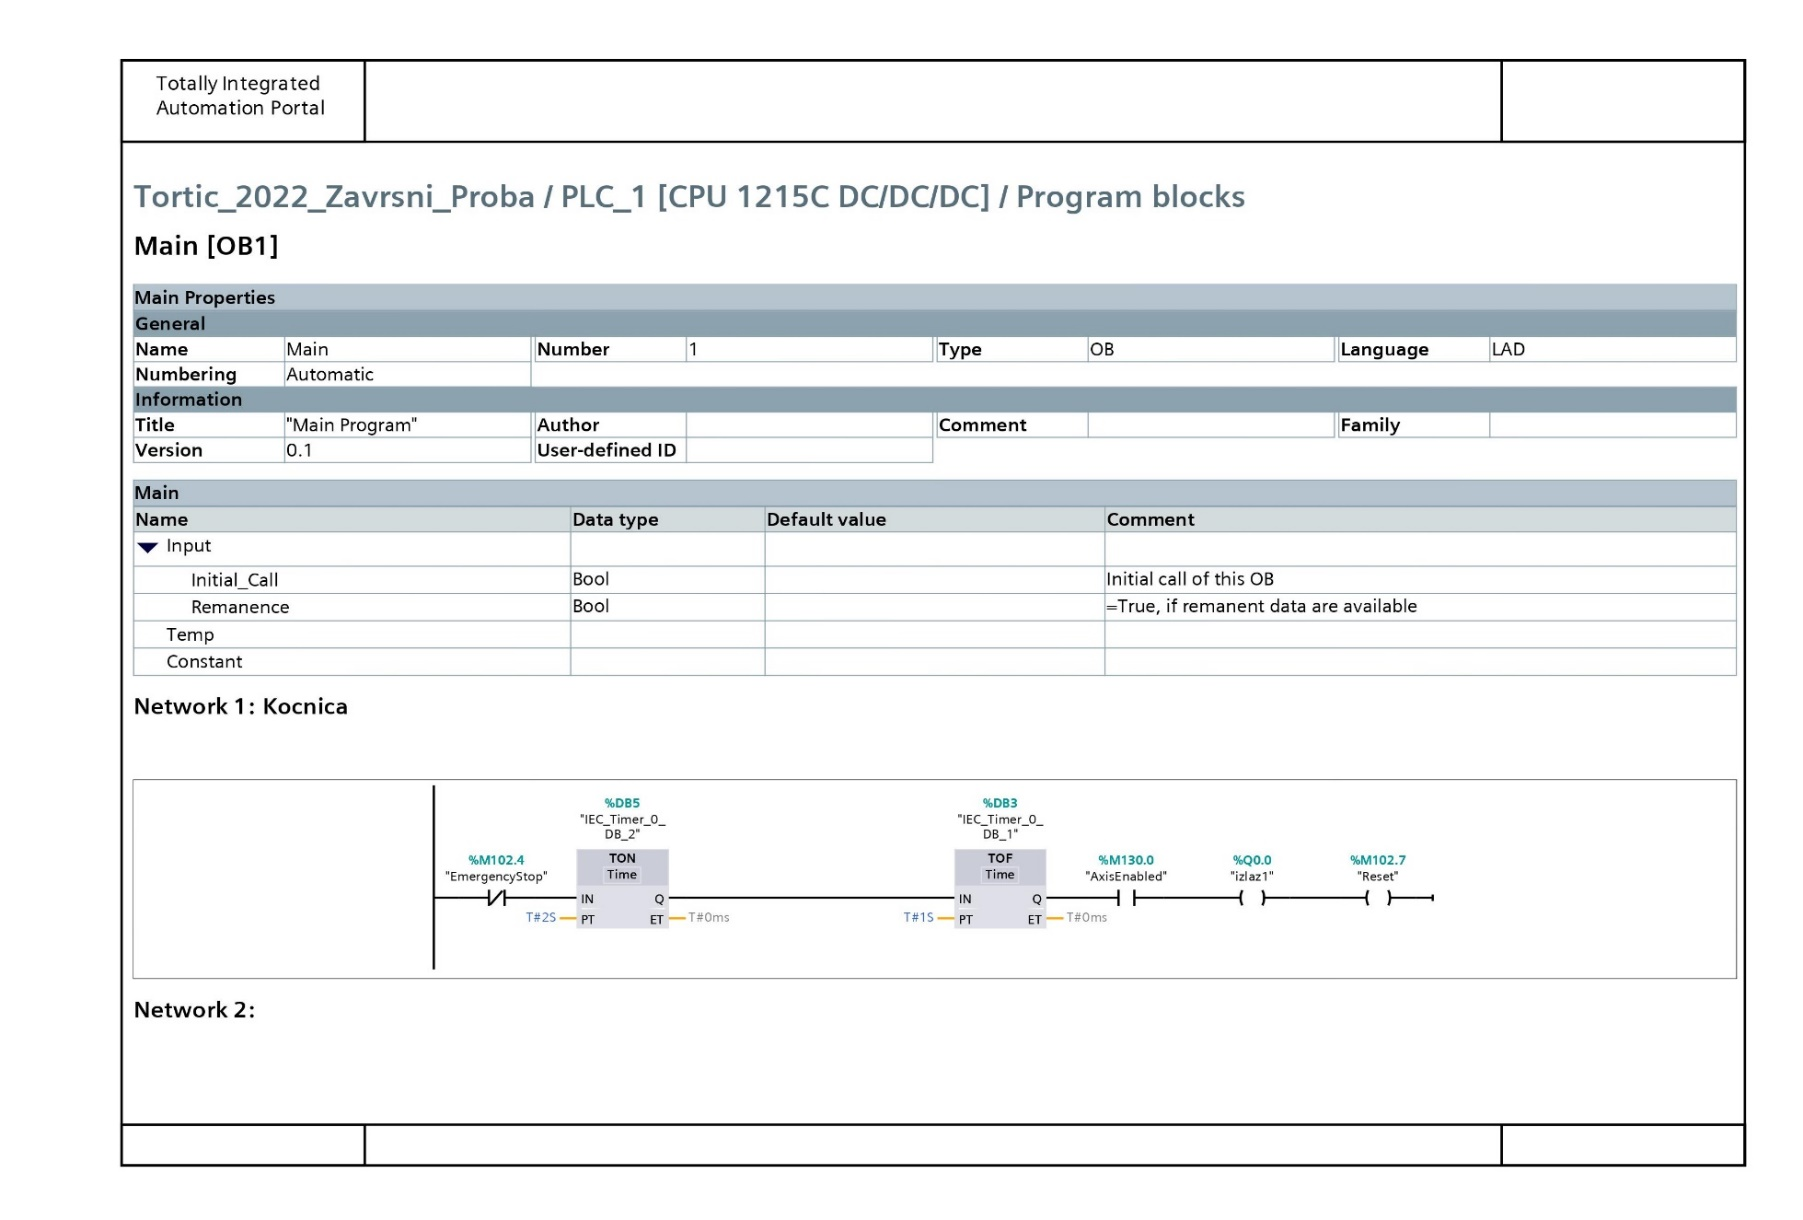 Totally Integrated
Automation Portal
Tortic_2022_Zavrsni_Proba / PLC_1 [CPU 1215C DC/DC/DC] / Program blocks
Main [OB1]
Main Properties
General
Name Main Number 1 Type OB Language LAD
Numbering Automatic
Information
Title "Main Program" Author Comment Family
Version 0.1 User-defined ID
Main
Name Data type Default value Comment
Input
Initial_Call Bool Initial call of this OB
Remanence Bool =True, if remanent data are available
Temp
Constant
Network 1: Kocnica
%DB5 %DB3
"IEC_Timer_0_ "IEC_Timer_0_
DB_2" DB_1"
%M102.4 TON TOF %M130.0 %Q0.0 %M102.7
"EmergencyStop" Time Time "AxisEnabled" "izlaz1" "Reset"
IN Q IN Q
T#2S PT ET T#0ms T#1S PT ET T#0ms
Network 2: